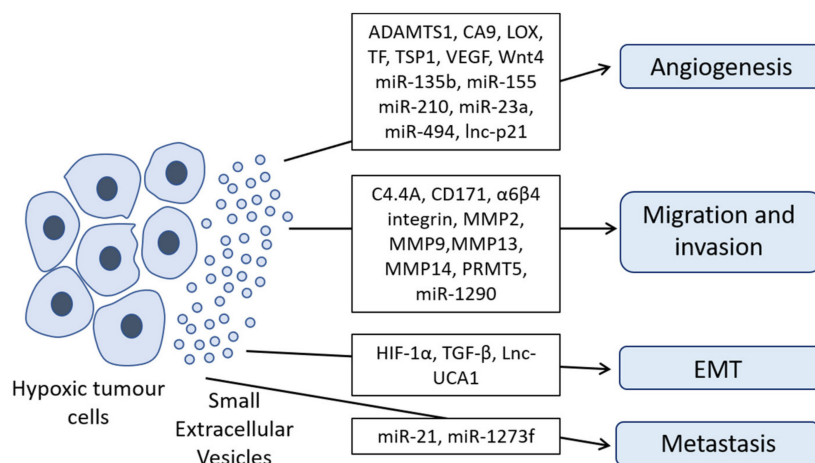 ADAMTS1, CA9, LOX,
TF, TSP1, VEGF, Wnt4
miR-135b, miR-155
miR-210, miR-23a,
miR-494, lnc-p21
Angiogenesis
C4.4A, CD171, α6β4
integrin, MMP2,
MMP9,MMP13,
MMP14, PRMT5,
miR-1290
Migration and
invasion
HIF-1α, TGF-β, Lnc-
UCA1
EMT
miR-21, miR-1273f
Metastasis
Hypoxic tumour
cells
Small
Extracellular
Vesicles